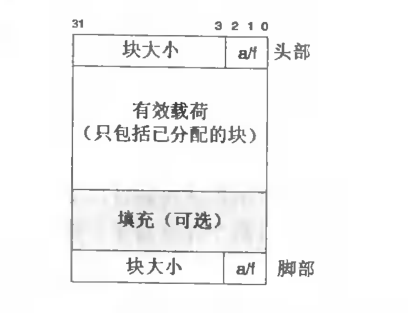 31 3 2 1 0
块大小 a/f 头部
有效载荷
（只包括已分配的块）
填充（可选）
块大小 a/f 脚部